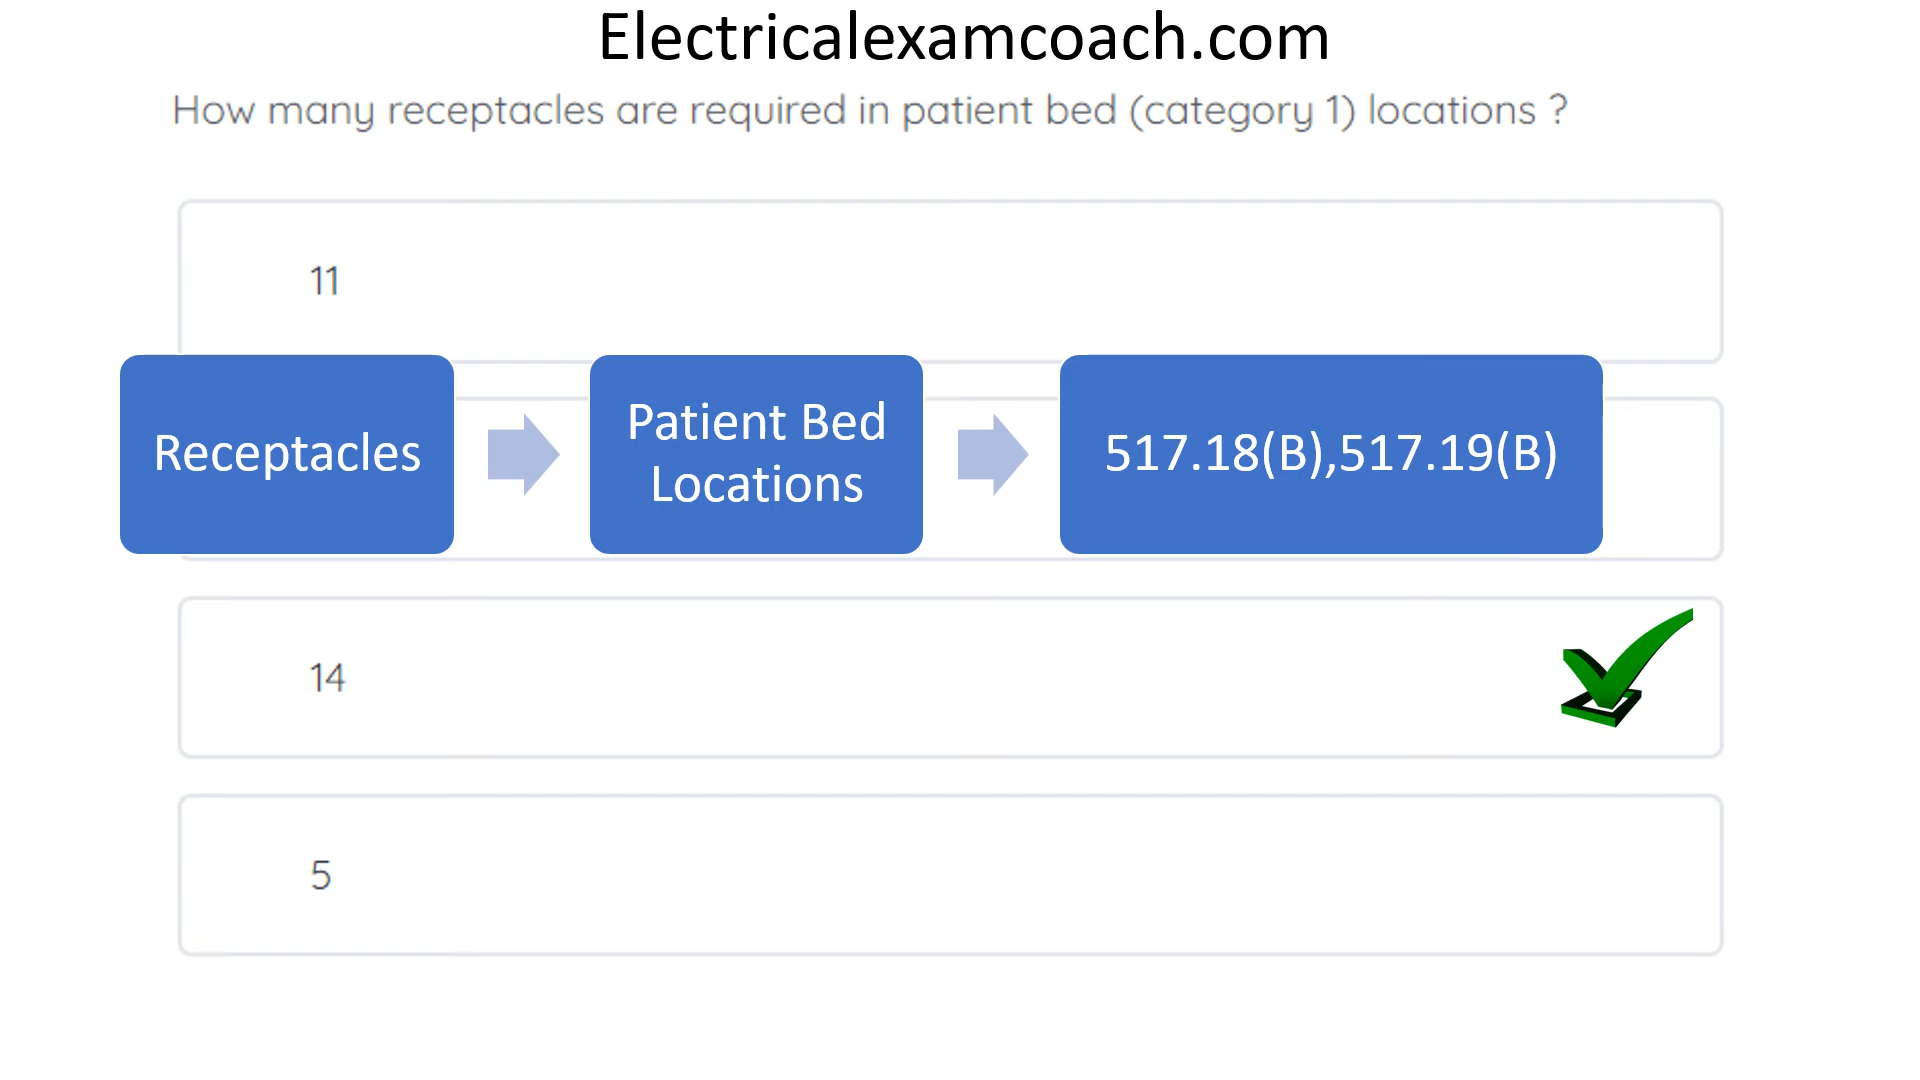 Electricalexamcoach.com
How many receptacles are required in patient bed (category 1) locations ?
11
Receptacles
Patient Bed
Locations
517.18(B),517.19(B)
14
5